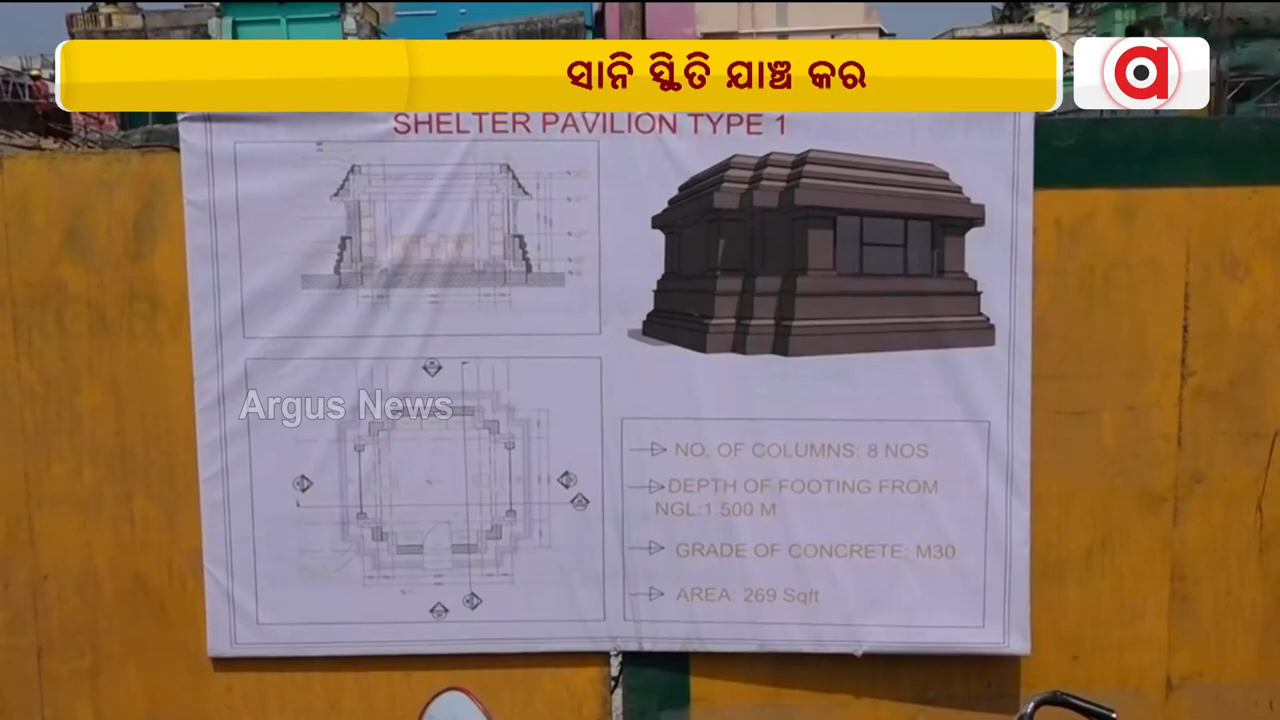 ସ୍ଥାନି ସ୍ଥିତି ଯାଞ୍ଚ କର
SHELTER PAVILION TYPE 1
Argus News
NO. OF COLUMNS: 8 NOS
DEPTH OF FOOTING FROM
NGL:1.500 M
GRADE OF CONCRETE: M30
AREA: 269 Sqft